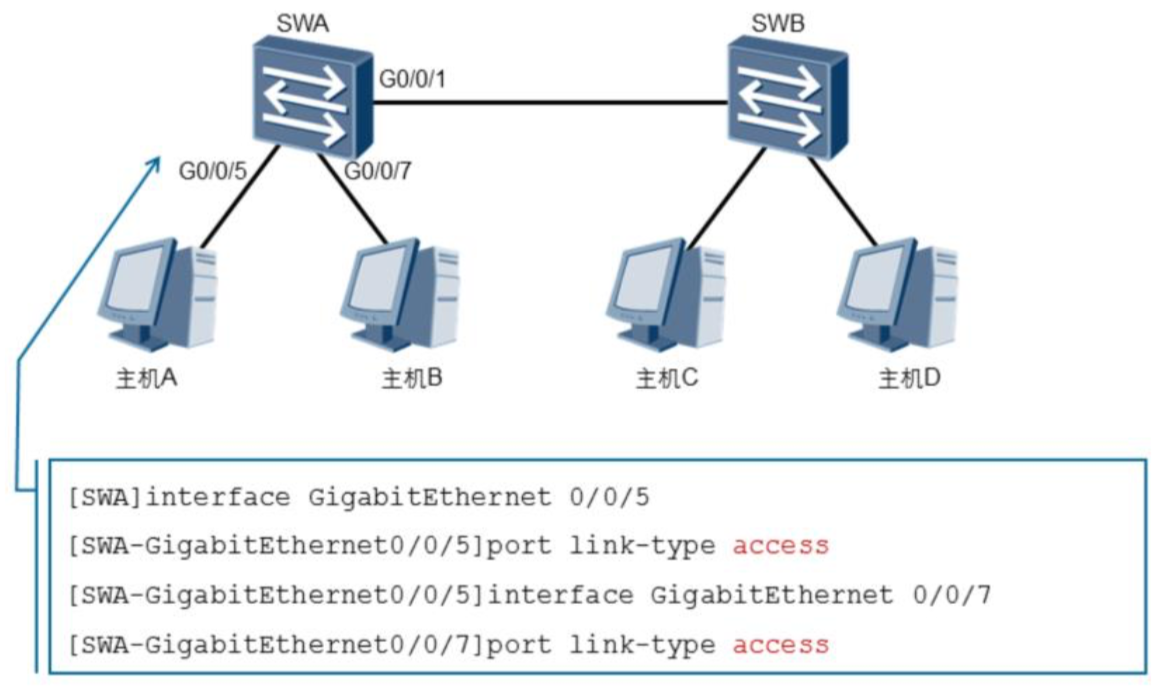 SWA
SWB
G0/0/1
G0/0/5
G0/0/7
主机A
主机B
主机C
主机D
[SWA]interface GigabitEthernet 0/0/5
[SWA-GigabitEthernet0/0/5]port link-type access
[SWA-GigabitEthernet0/0/5]interface GigabitEthernet 0/0/7
[SWA-GigabitEthernet0/0/7]port link-type access